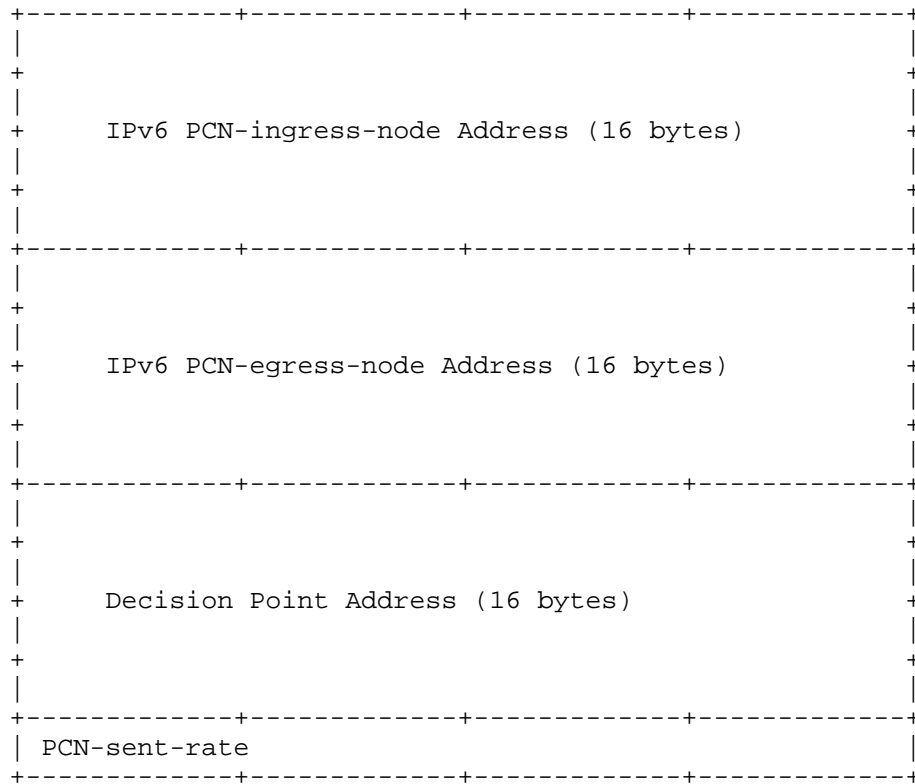 IPv6 PCN-ingress-node Address (16 bytes)
IPv6 PCN-egress-node Address (16 bytes)
Decision Point Address (16 bytes)
PCN-sent-rate